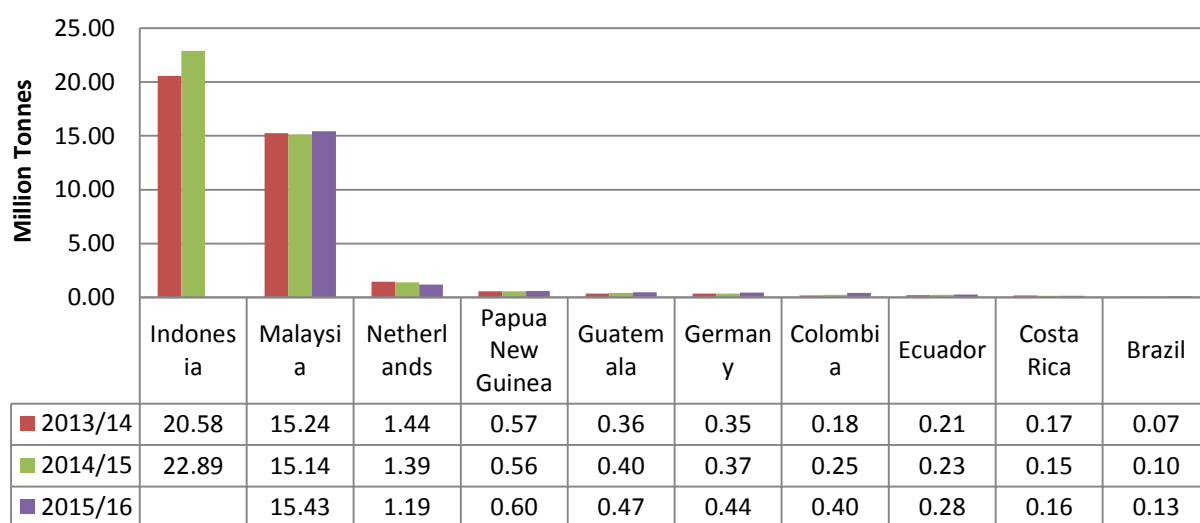 25.00
20.00
15.00
10.00
5.00
0.00
Million Tonnes
Indones
ia
Malaysi
a
Netherl
ands
Papua
New
Guinea
Guatem
ala
German
y
Colombi
a
Ecuador
Costa
Rica
Brazil
2013/14 20.58 15.24 1.44 0.57 0.36 0.35 0.18 0.21 0.17 0.07
2014/15 22.89 15.14 1.39 0.56 0.40 0.37 0.25 0.23 0.15 0.10
2015/16 15.43 1.19 0.60 0.47 0.44 0.40 0.28 0.16 0.13